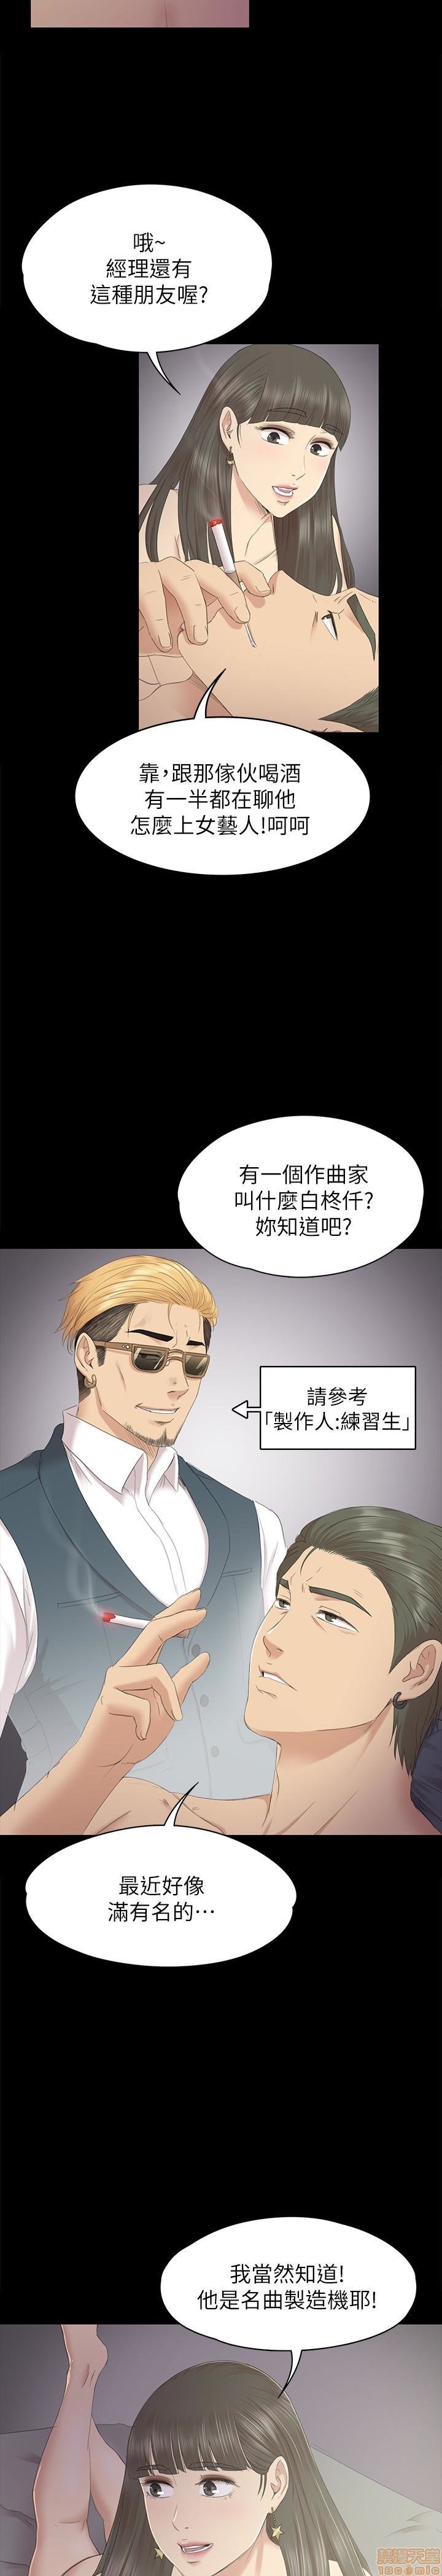 哦~
經理還有
這種朋友喔?
靠,跟那傢伙喝酒
有一半都在聊他
怎麼上女藝人!呵呵
有一個作曲家
叫什麼白柊仟?
妳知道吧?
請參考
「製作人:練習生」
最近好像
滿有名的…
我當然知道!
他是名曲製造機耶!